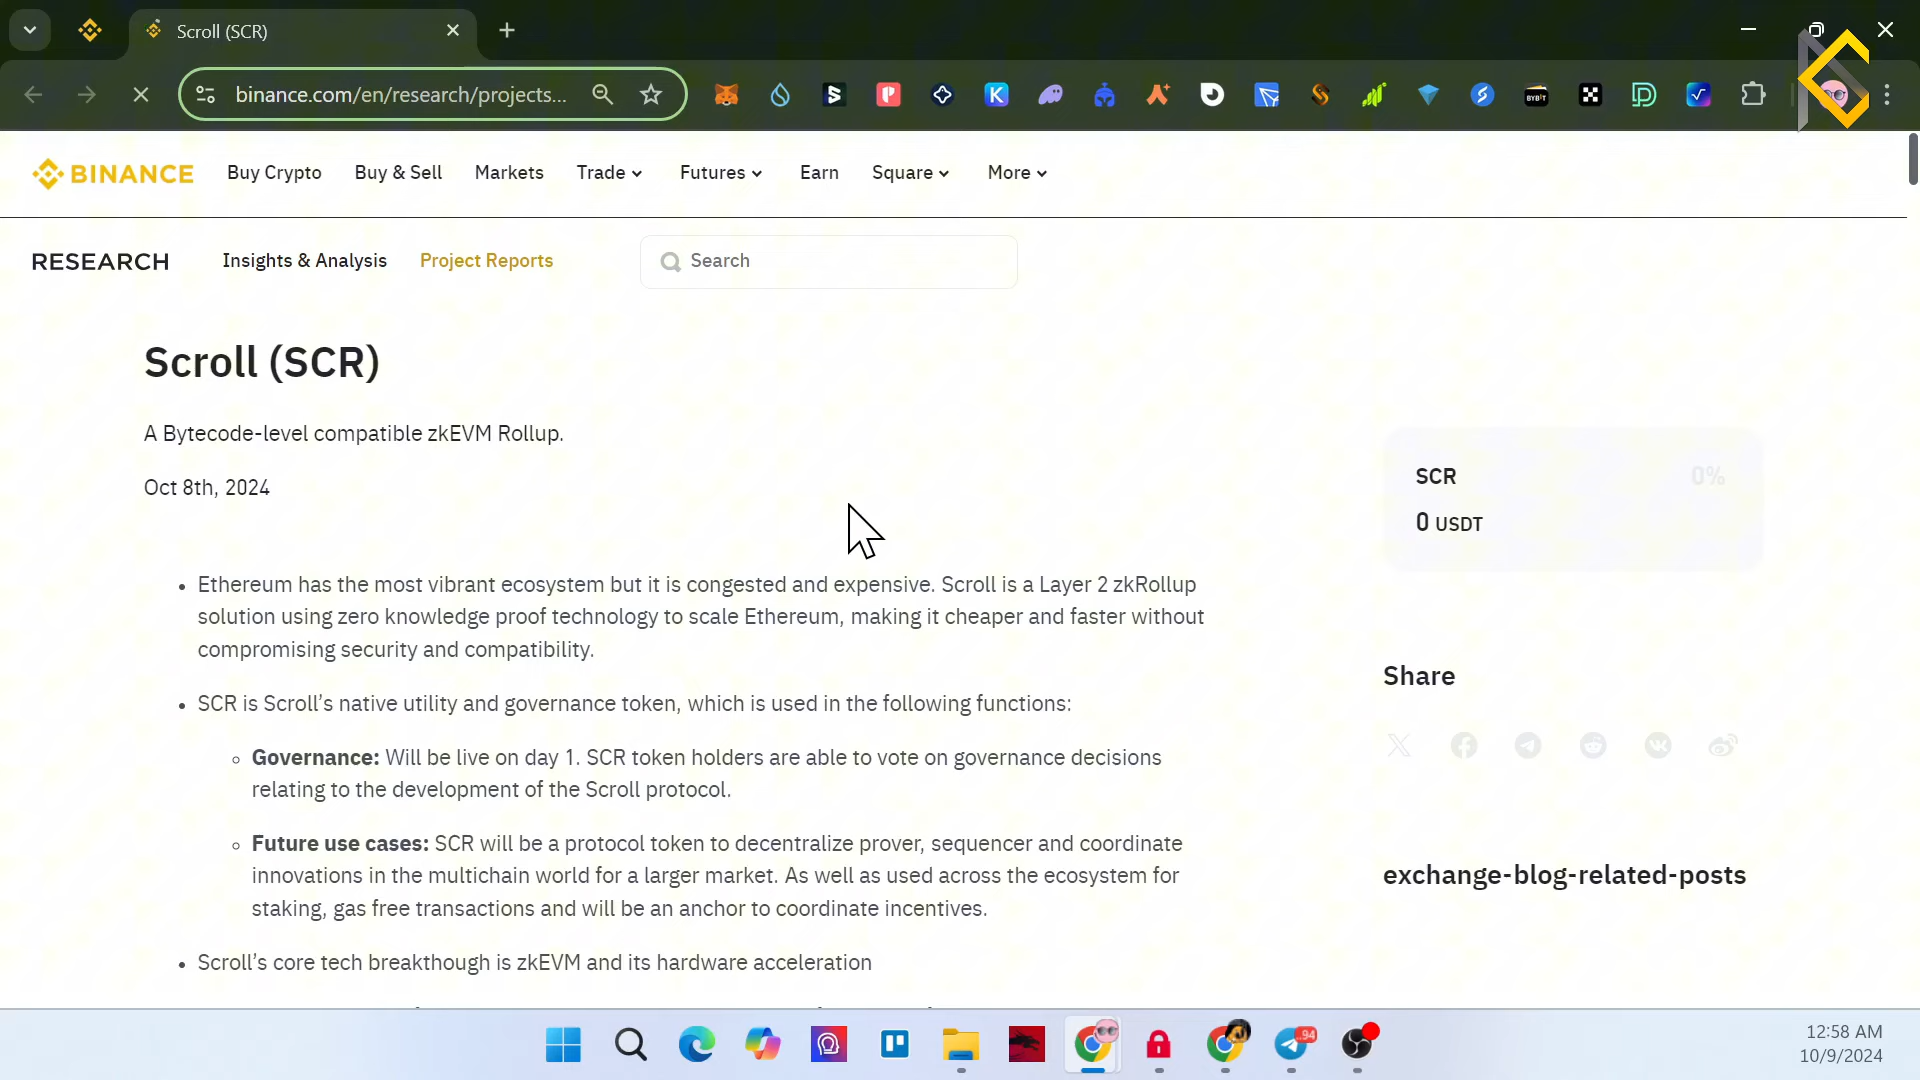 Scroll (SCR)
binance.com/en/research/projects...
BINANCE
Buy Crypto
Buy & Sell
Markets
Trade
Futures
Earn
Square
More
RESEARCH
Insights & Analysis
Project Reports
Search
Scroll (SCR)
A Bytecode-level compatible zkEVM Rollup.
Oct 8th, 2024
SCR
0%
0 USDT
Ethereum has the most vibrant ecosystem but it is congested and expensive. Scroll is a Layer 2 zkRollup
solution using zero knowledge proof technology to scale Ethereum, making it cheaper and faster without
compromising security and compatibility.
SCR is Scroll’s native utility and governance token, which is used in the following functions:
Governance: Will be live on day 1. SCR token holders are able to vote on governance decisions
relating to the development of the Scroll protocol.
Future use cases: SCR will be a protocol token to decentralize prover, sequencer and coordinate
innovations in the multichain world for a larger market. As well as used across the ecosystem for
staking, gas free transactions and will be an anchor to coordinate incentives.
Scroll’s core tech breakthough is zkEVM and its hardware acceleration
Share
exchange-blog-related-posts
94
12:58 AM
10/9/2024